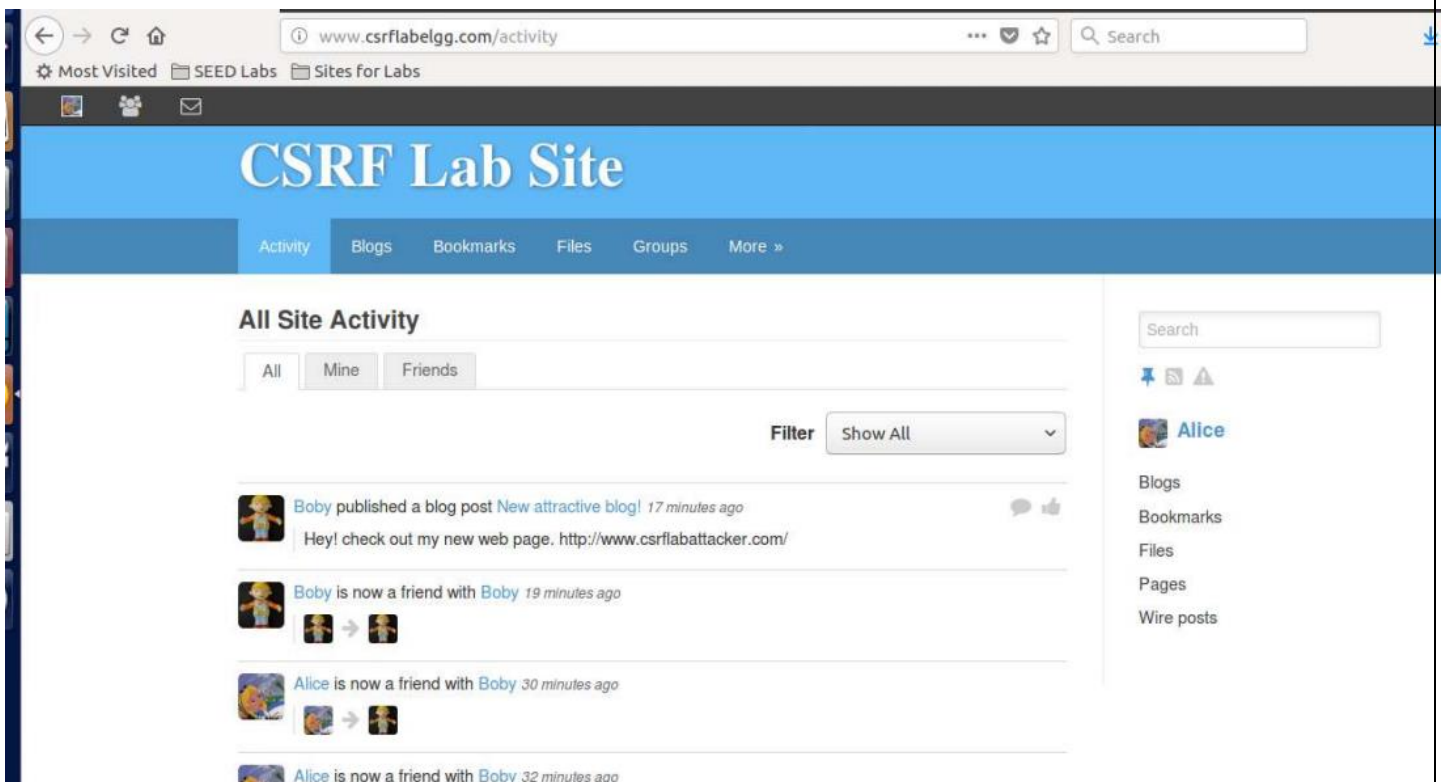 www.csrflabelgg.com/activity
Search
Most Visited SEED Labs Sites for Labs
CSRF Lab Site
Activity Blogs Bookmarks Files Groups More »
All Site Activity
All Mine Friends
Filter Show All
Boby published a blog post New attractive blog! 17 minutes ago
Hey! check out my new web page. http://www.csrflabattacker.com/
Boby is now a friend with Boby 19 minutes ago
Alice is now a friend with Boby 30 minutes ago
Alice is now a friend with Boby 32 minutes ago
Search
Alice
Blogs
Bookmarks
Files
Pages
Wire posts